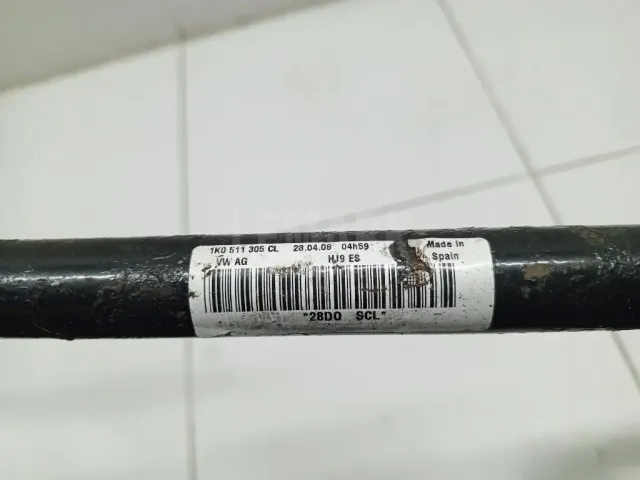 1K0 511 305 CL 28.04.08 04h59 Made in
VW AG HJ9 ES Spain
*28DO SCL*